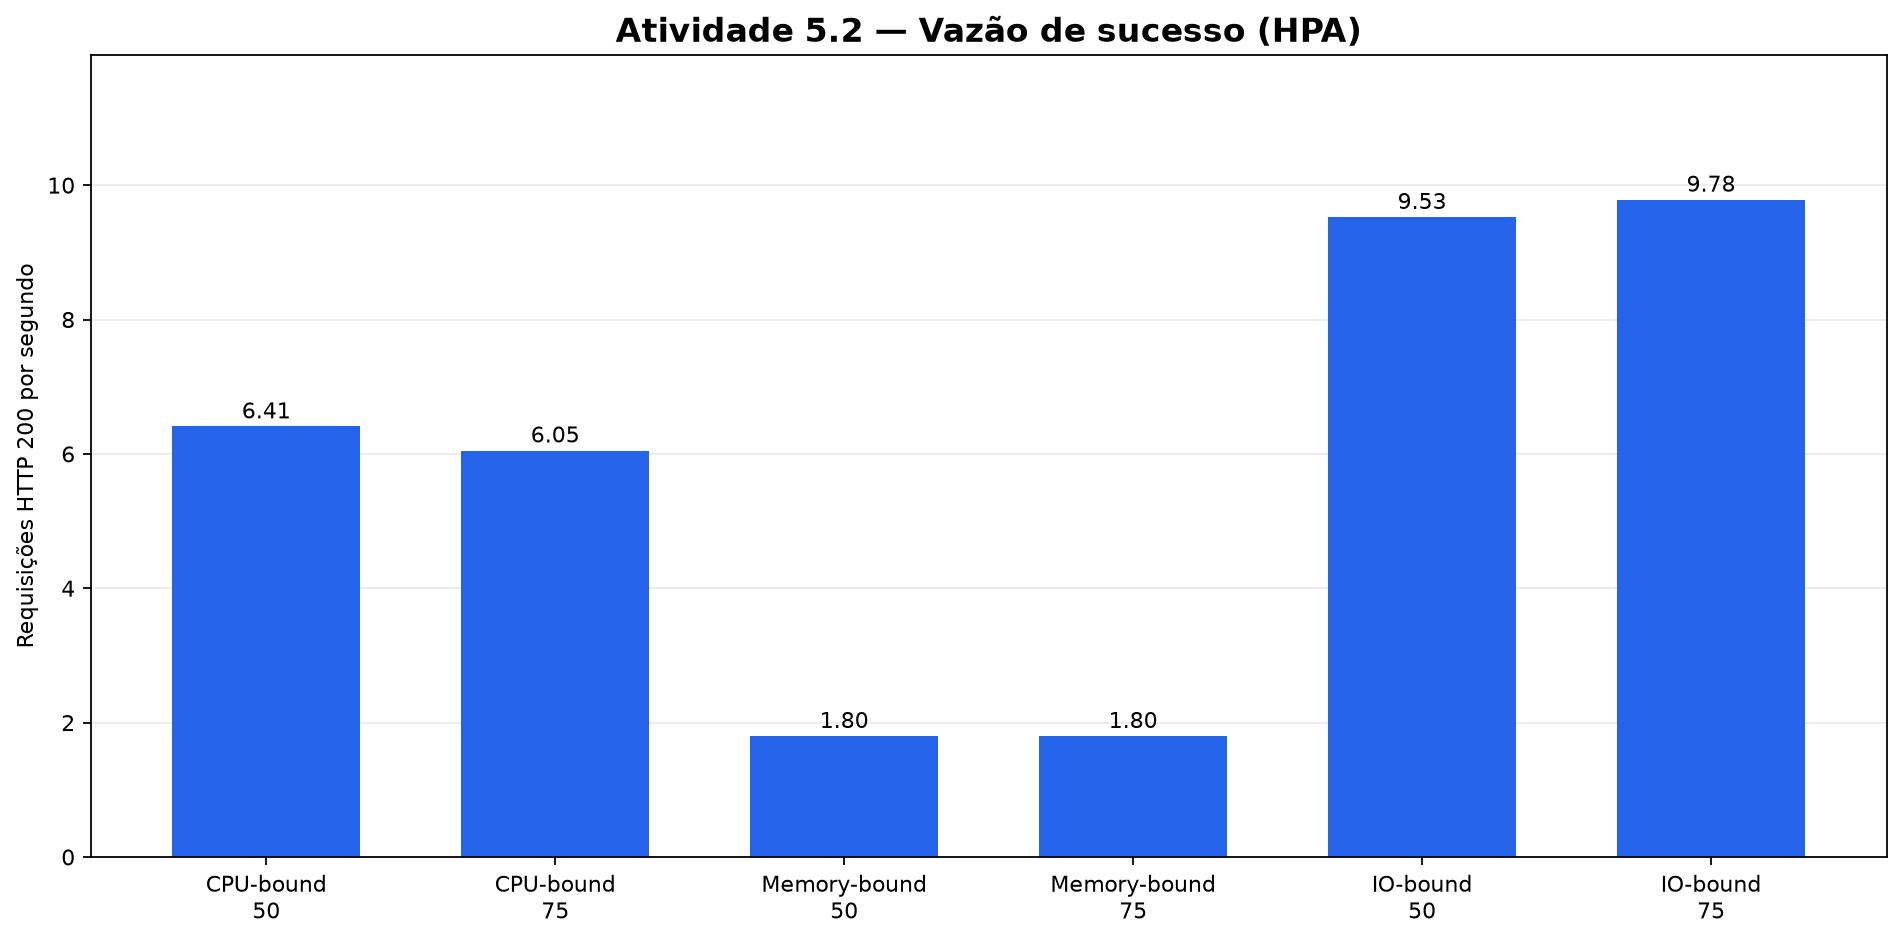 Atividade 5.2 — Vazão de sucesso (HPA)
Requisições HTTP 200 por segundo
10
8
6
4
2
0
6.41
6.05
1.80
1.80
9.53
9.78
CPU-bound
50
CPU-bound
75
Memory-bound
50
Memory-bound
75
IO-bound
50
IO-bound
75